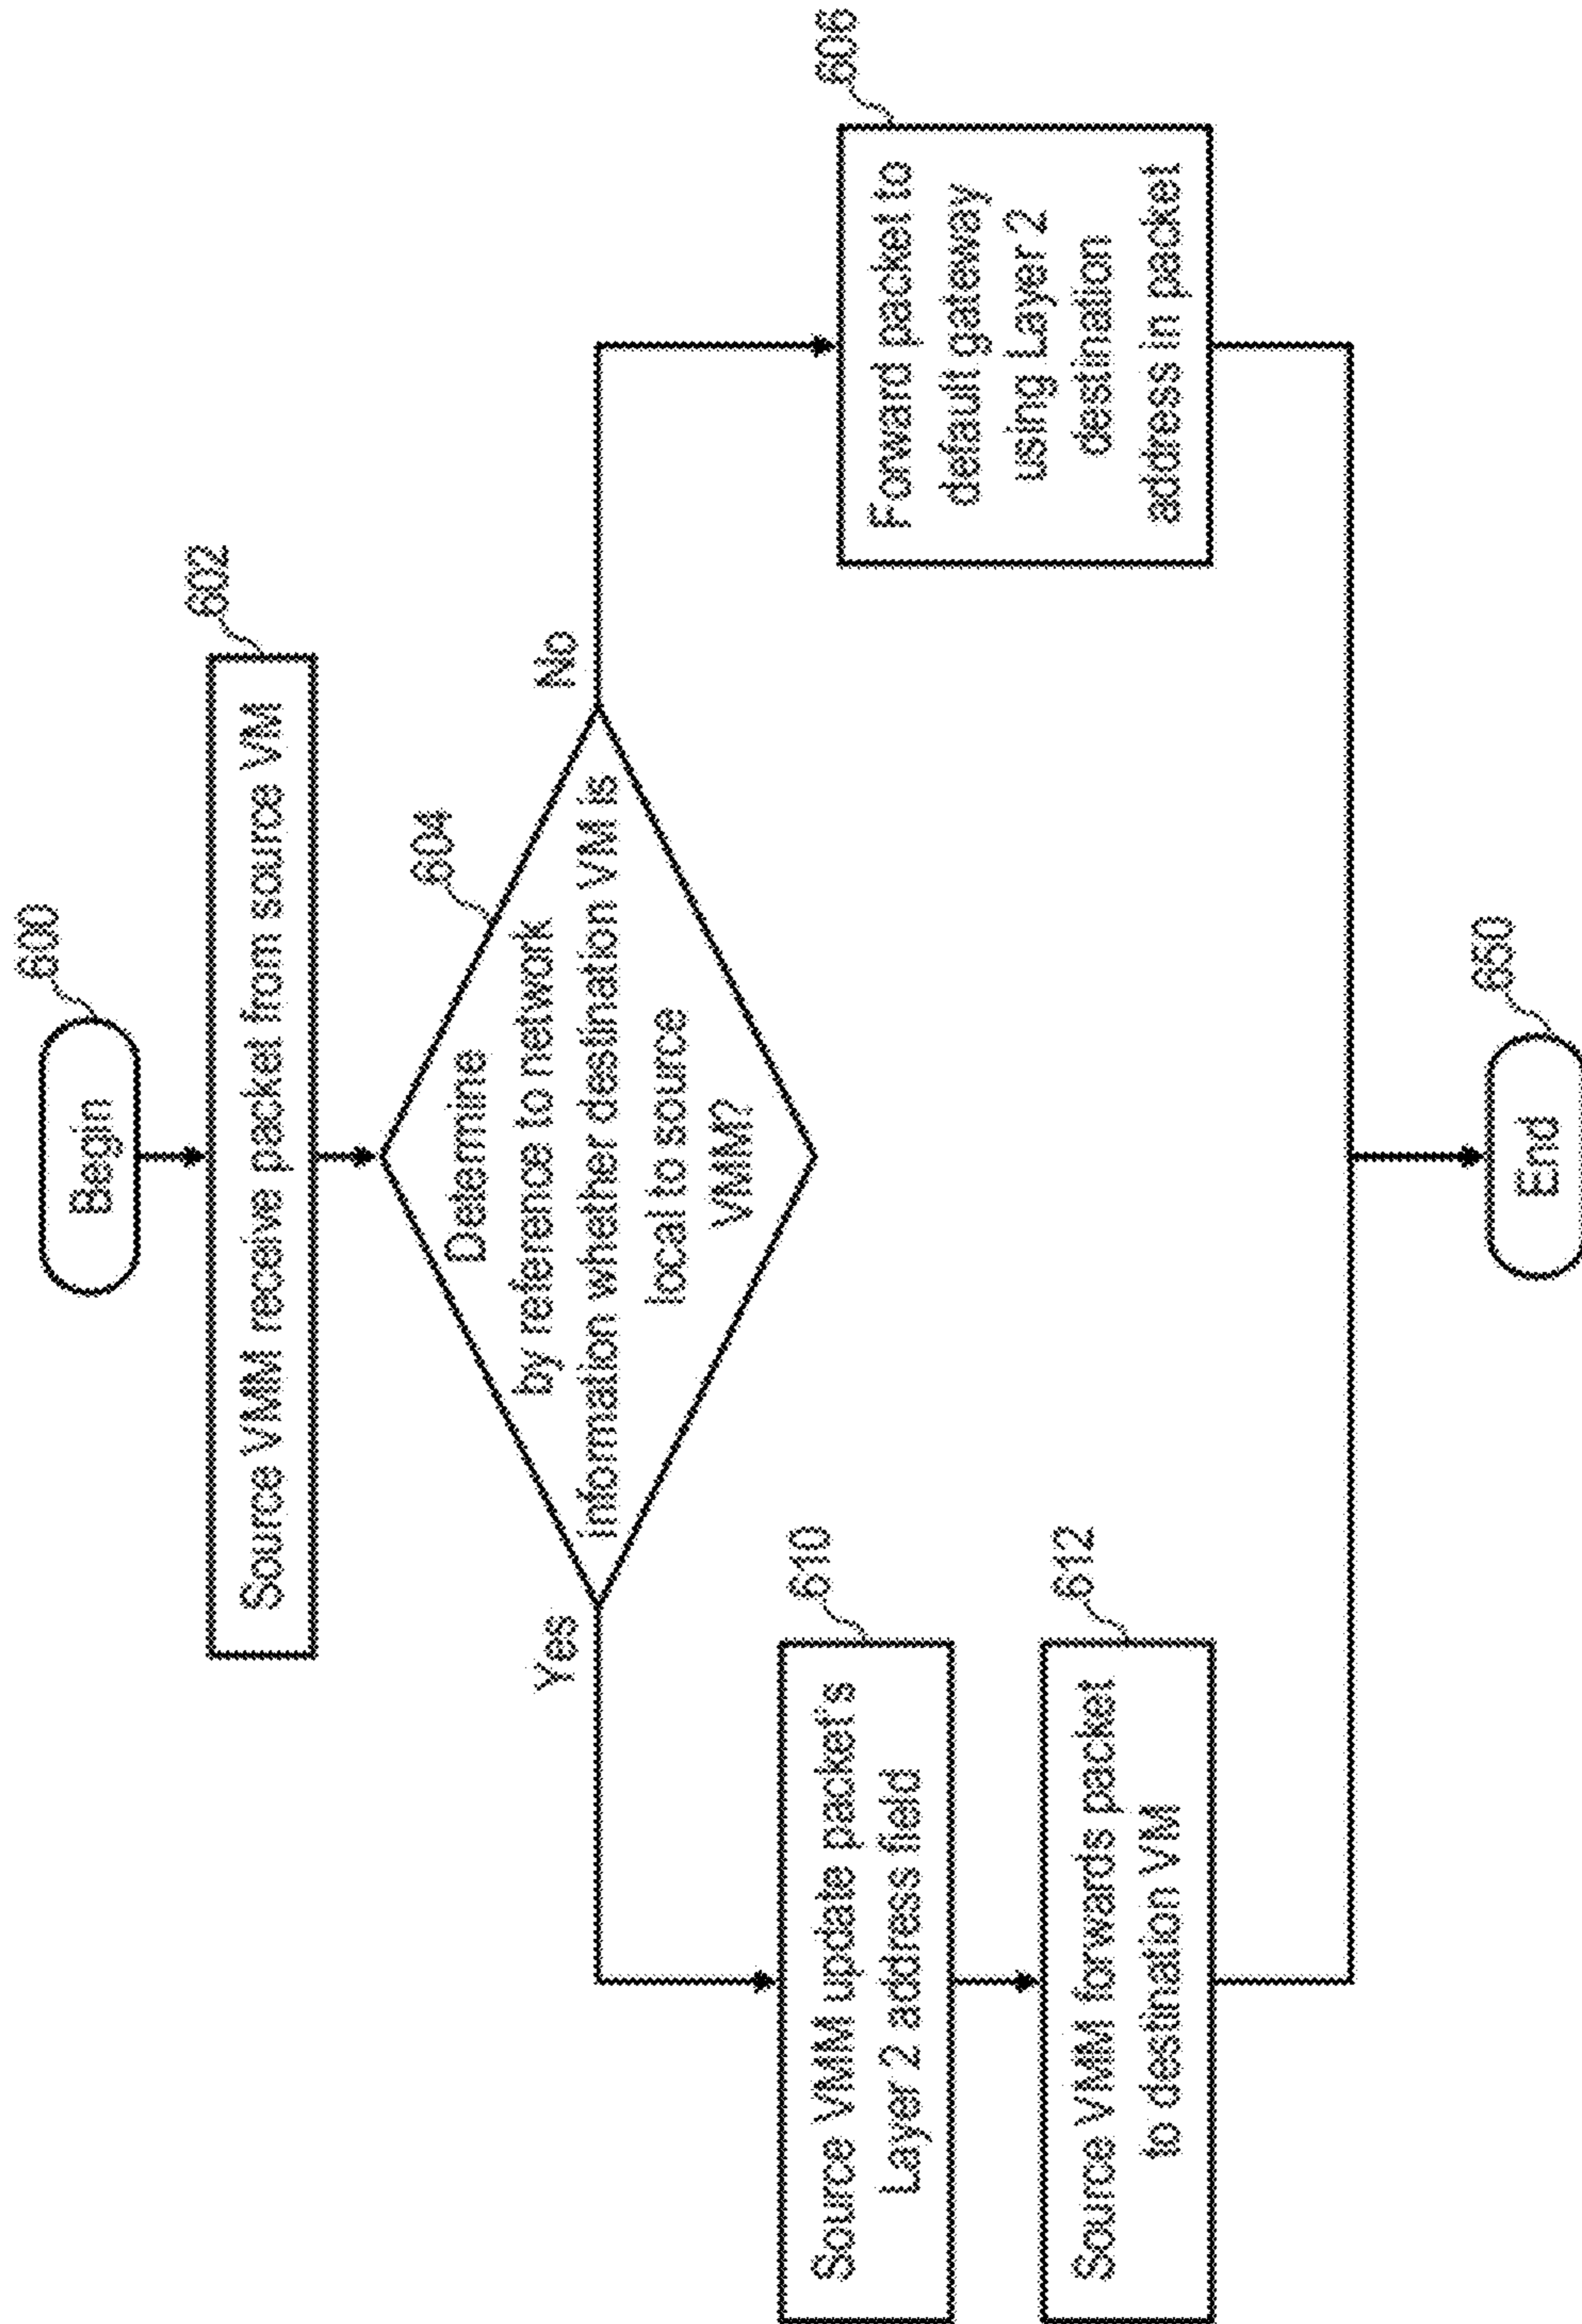 600
Begin
602
Source VMM receive packet from source VM
604
Determine
by reference to network
information whether destination VM is
local to source
VMM?
Yes
No
610
Source VMM update packet's
Layer 2 address field
612
Source VMM forwards packet
to destination VM
606
Forward packet to
default gateway
using Layer 2
destination
address in packet
650
End